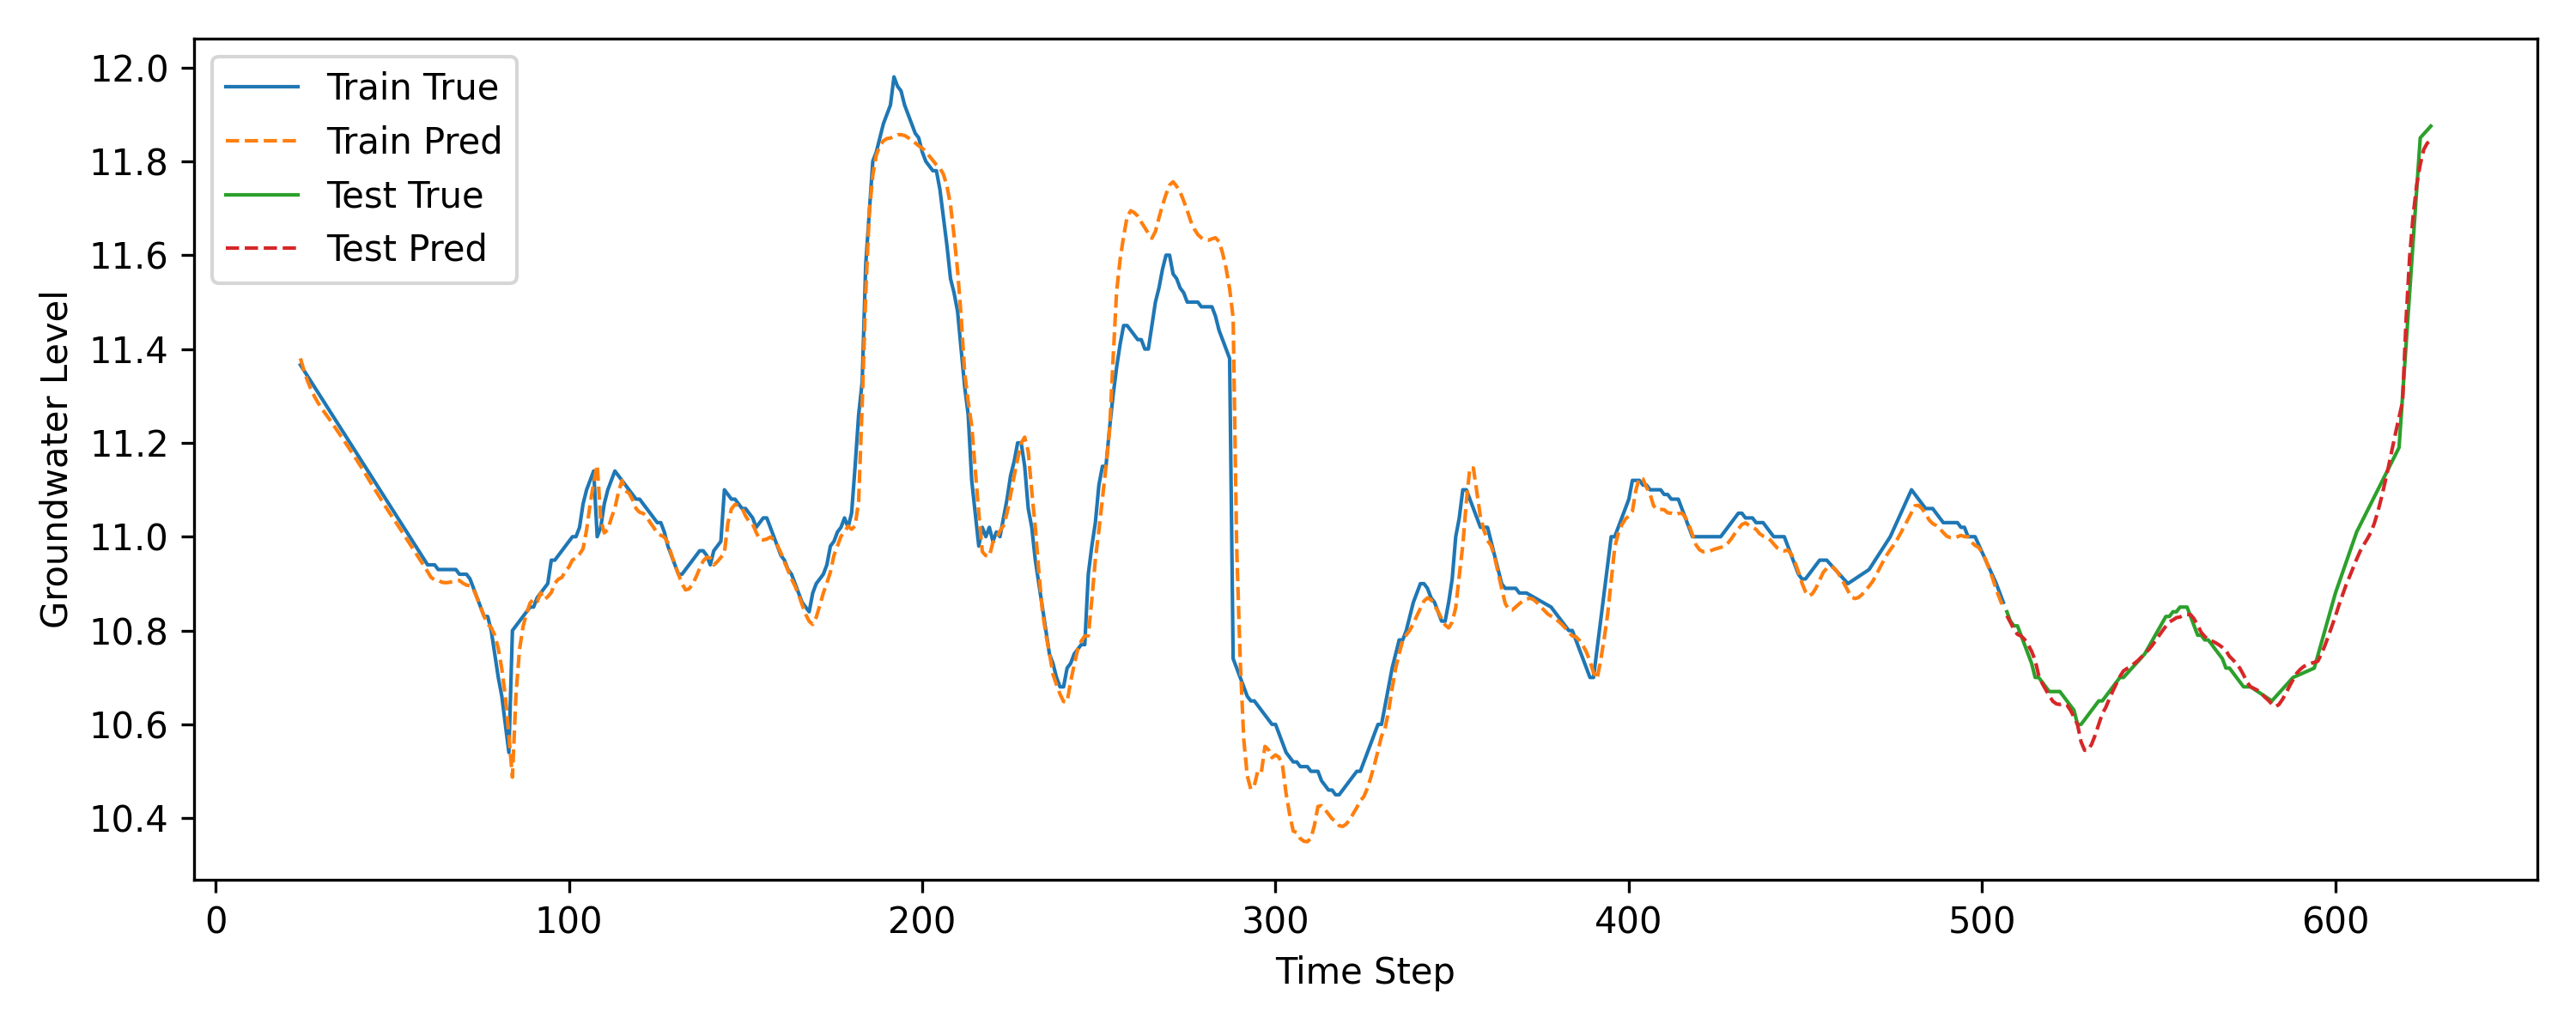 12.0
11.8
11.6
11.4
11.2
11.0
10.8
10.6
10.4
Groundwater Level
Train True
Train Pred
Test True
Test Pred
0
100
200
300
400
500
600
Time Step